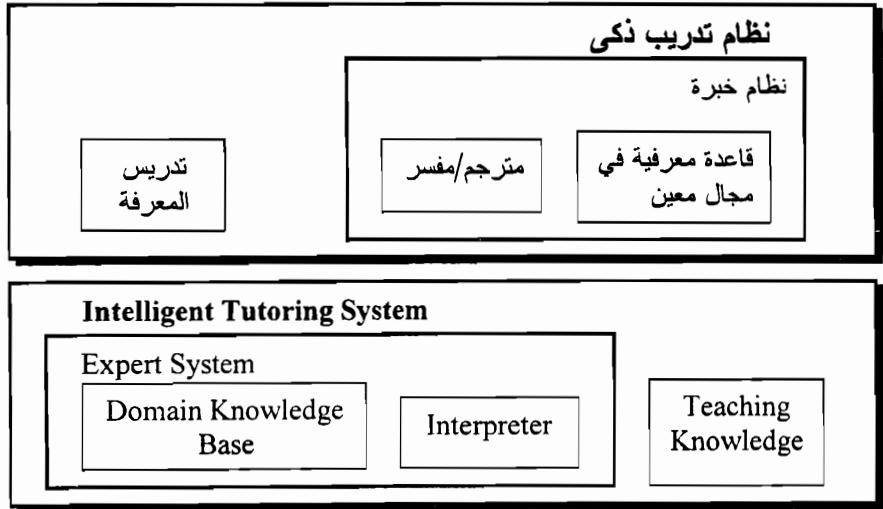 نظام تدريب ذكى
نظام خبرة
قاعدة معرفية في
مجال معين
مترجم/مفسر
تدريس
المعرفة
Intelligent Tutoring System
Expert System
Domain Knowledge
Base
Interpreter
Teaching
Knowledge